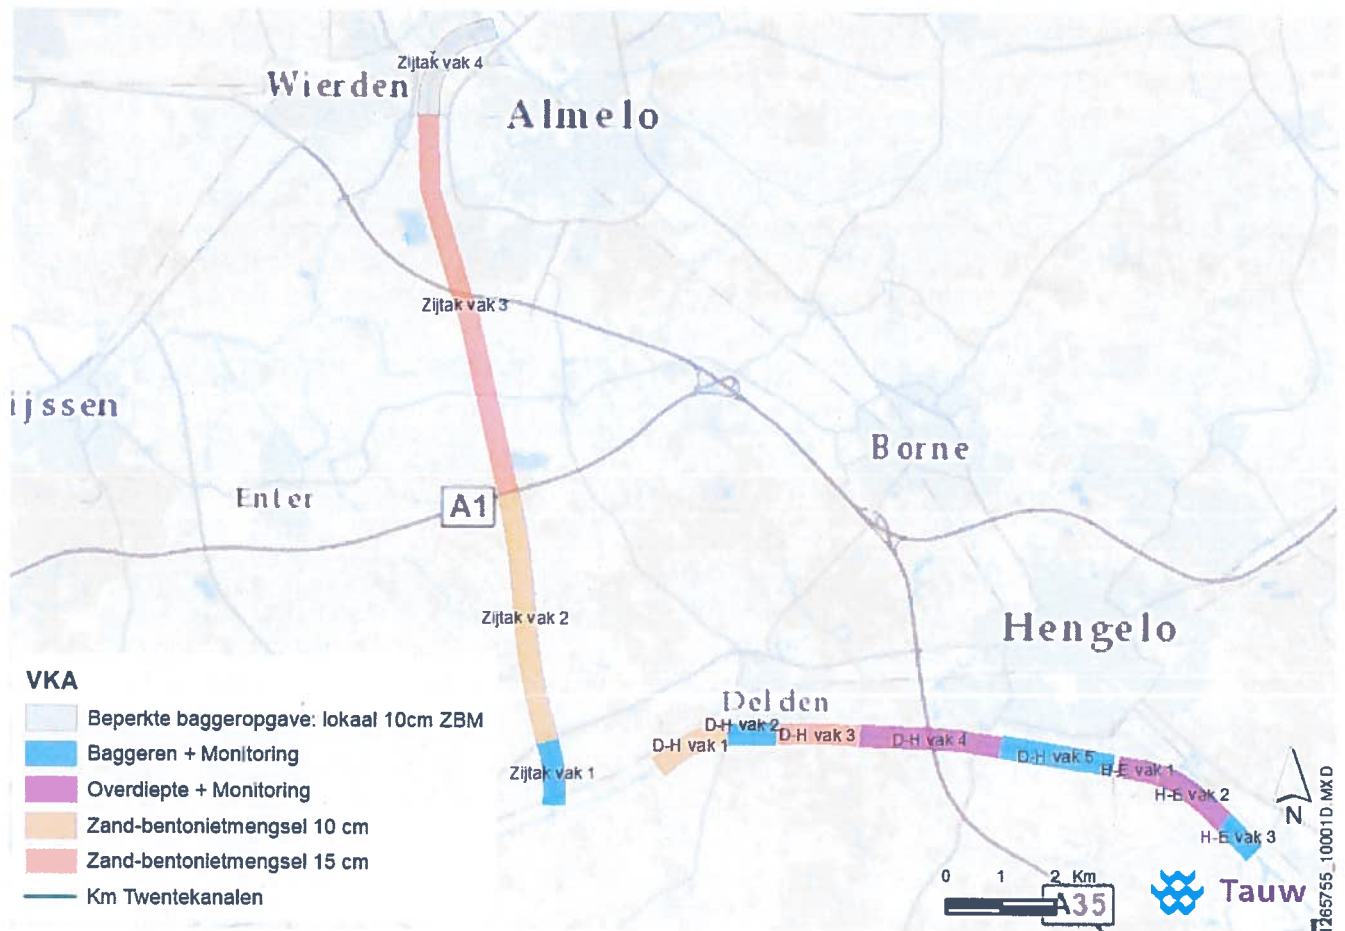 Zijtak vak 4
Wierden
Almelo
Zijtak vak 3
ijssen
Borne
Enter
A1
Zijtak vak 2
Hengelo
VKA
Beperkte baggeropgave: lokaal 10cm ZBM
Baggeren + Monitoring
Overdiepte + Monitoring
Zand-bentonietmengsel 10 cm
Zand-bentonietmengsel 15 cm
Km Twentekanalen
Delden
D-H vak 1
D-H vak 2
D-H vak 3
D-H vak 4
D-H vak 5
H-E vak 1
H-E vak 2
H-E vak 3
Zijtak vak 1
N
0 1 2 Km
A35
Tauw
1265755_10001D.MXD